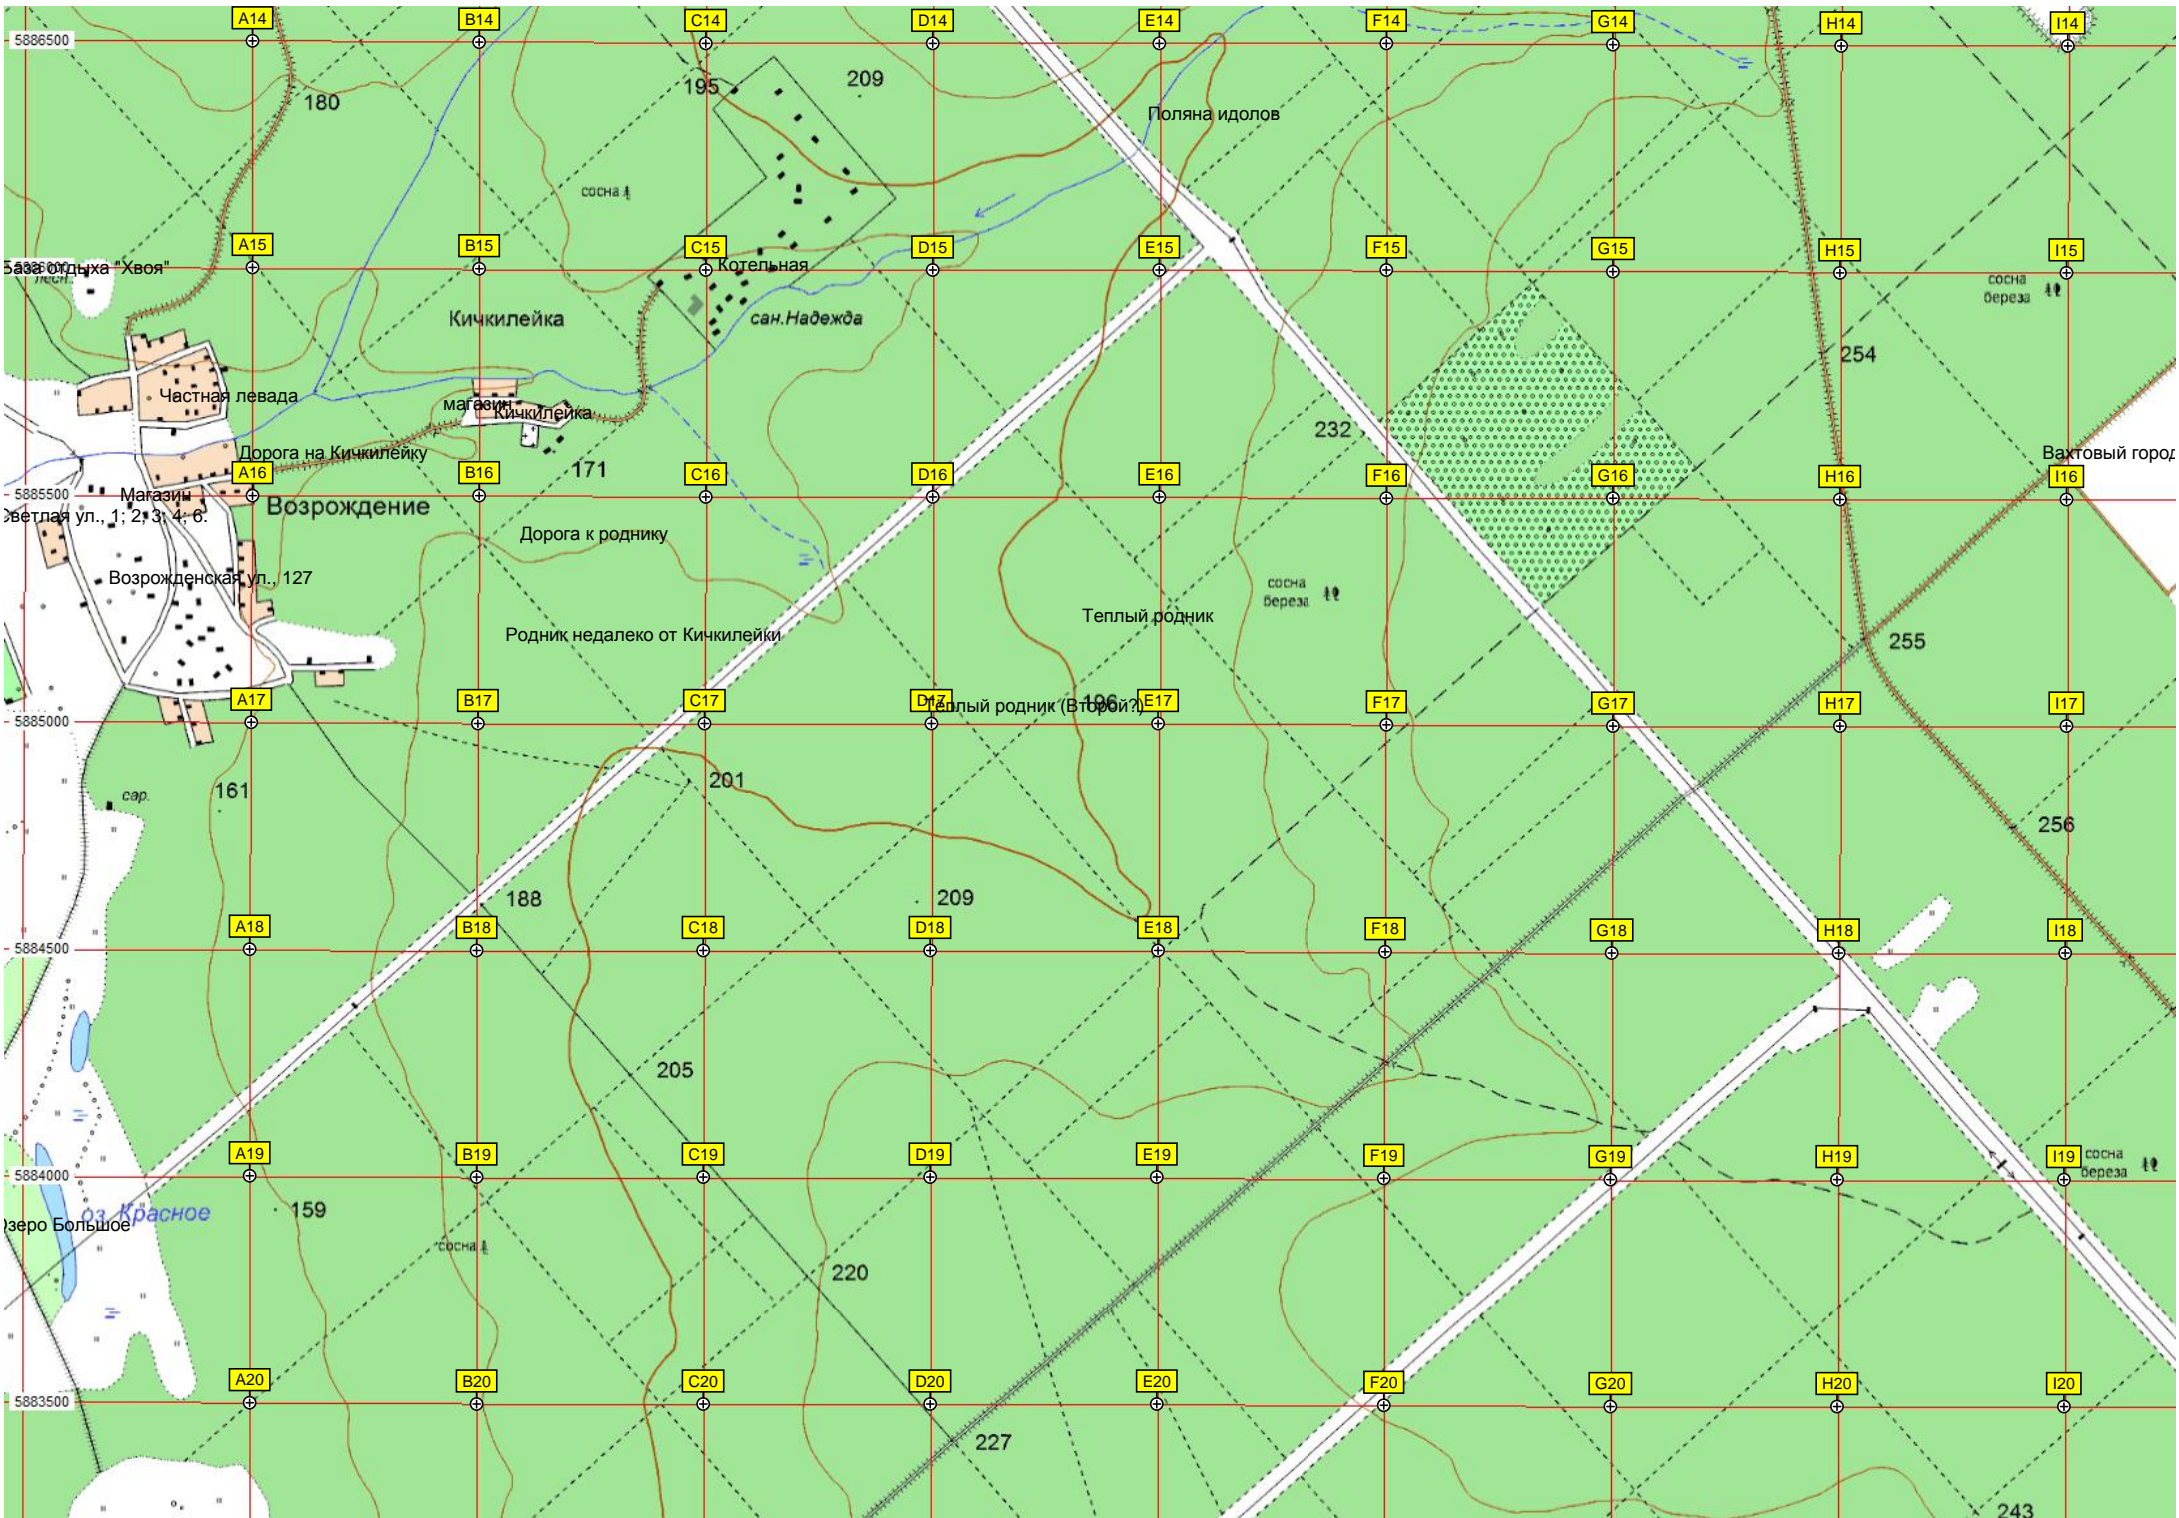 A14
B14
C14
D14
E14
F14
G14
H14
I14
5886500
180
195
209
Поляна идолов
сосна
A15
B15
C15
D15
E15
F15
G15
H15
I15
База отдыха "Хвоя"
Котельная
сосна
береза
Кичкилейка
сан.Надежда
254
Частная левада
магазин
Кичкилейка
232
Дорога на Кичкилейку
171
Вахтовый город
A16
B16
C16
D16
E16
F16
G16
H16
I16
5885500
Магазин
Возрождение
светлая ул., 1; 2; 3; 4; 6.
Дорога к роднику
Возрожденская ул., 127
сосна
береза
Теплый родник
Родник недалеко от Кичкилейки
255
A17
B17
C17
D17
Теплый родник (Второй?)
196
E17
F17
G17
H17
I17
5885000
201
161
сар.
256
188
209
A18
B18
C18
D18
E18
F18
G18
H18
I18
5884500
205
A19
B19
C19
D19
E19
F19
G19
H19
I19
сосна
береза
5884000
159
оз. Красное
Озеро Большое
сосна
220
A20
B20
C20
D20
E20
F20
G20
H20
I20
5883500
227
243